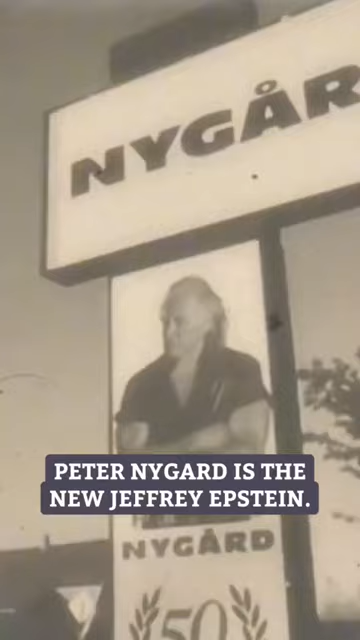 NYGÅR
PETER NYGARD IS THE
NEW JEFFREY EPSTEIN.
NYGÅRD
50